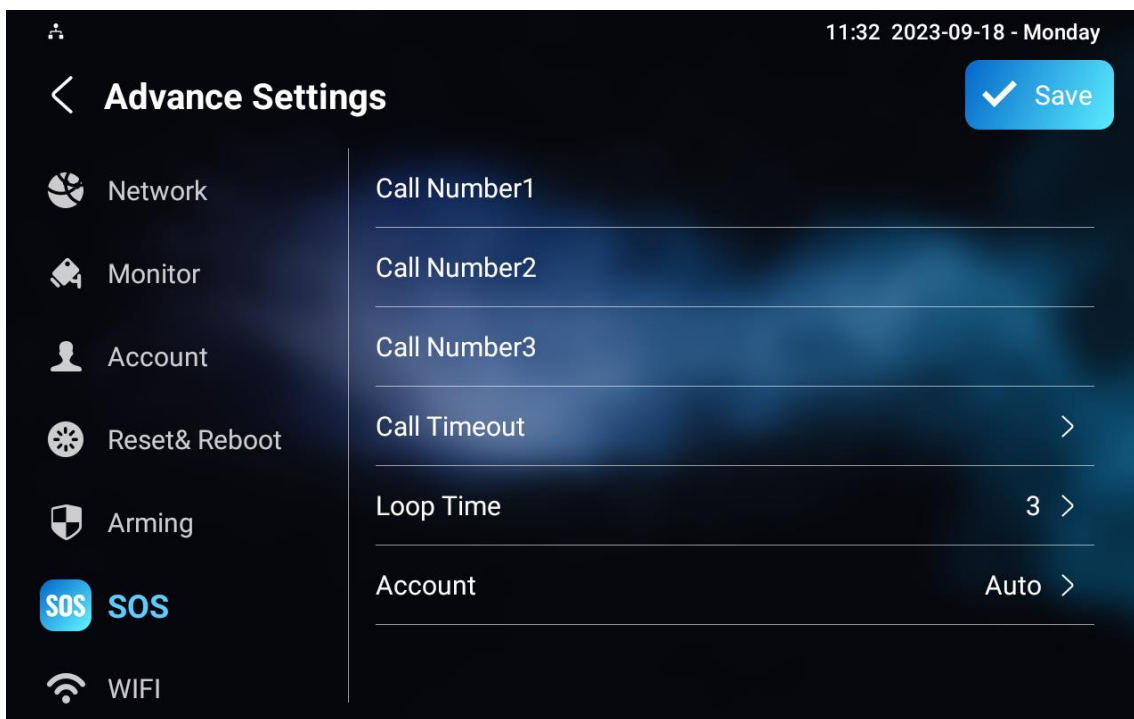 11:32 2023-09-18 - Monday
Advance Settings
Save
Network
Monitor
Account
Reset& Reboot
Arming
SOS SOS
WIFI
Call Number1
Call Number2
Call Number3
Call Timeout
Loop Time 3
Account Auto